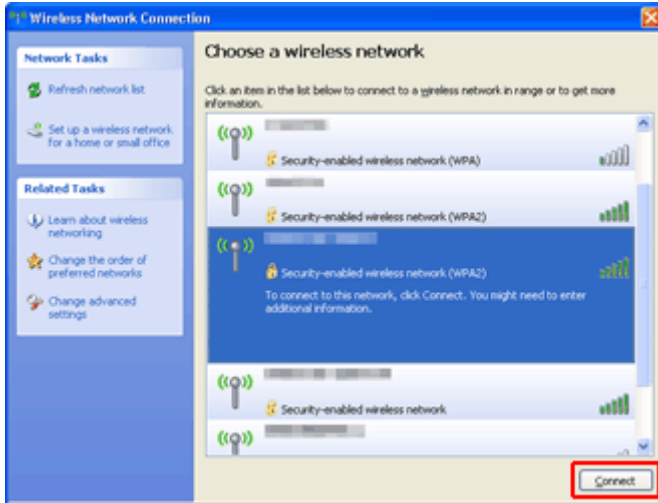 Wireless Network Connection
Network Tasks
Refresh network list
Set up a wireless network
for a home or small office
Related Tasks
Learn about wireless
networking
Change the order of
preferred networks
Change advanced
settings
Choose a wireless network
Click an item in the list below to connect to a wireless network in range or to get more
information.
Security-enabled wireless network (WPA)
Security-enabled wireless network (WPA2)
Security-enabled wireless network (WPA2)
To connect to this network, click Connect. You might need to enter
additional information.
Security-enabled wireless network
Connect